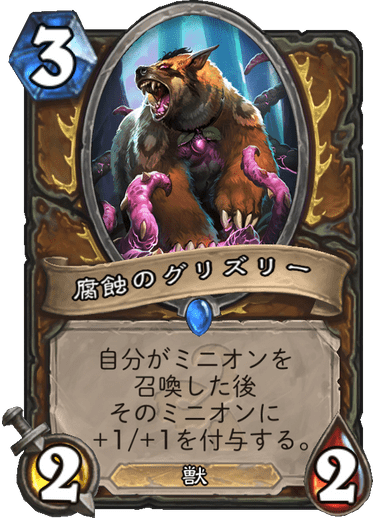 3
腐蝕のグリズリー
自分がミニオンを
召喚した後
そのミニオンに
+1/+1を付与する。
獣
2
2